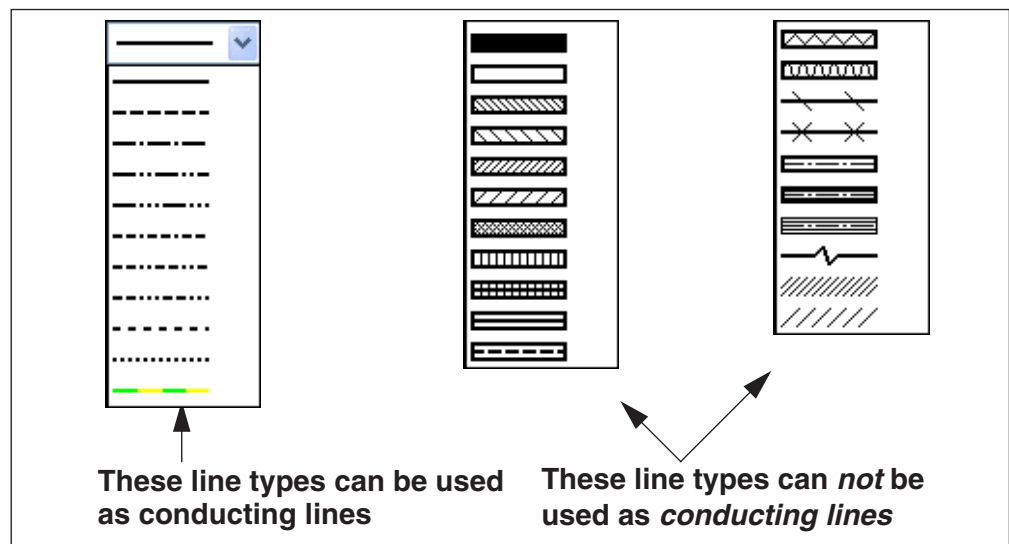 These line types can be used
as conducting lines
These line types can not be
used as conducting lines